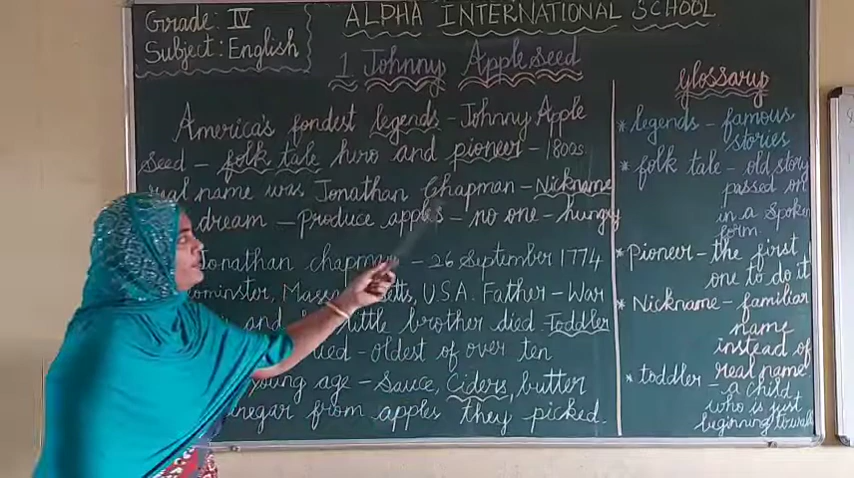 Grade: IV
Subject: English
ALPHA INTERNATIONAL SCHOOL
1. Johnny Apple seed
America's fondest legends - Johnny Apple
Seed - folk tale hiro and pioneer - 1800s
real name was Jonathan Chapman - Nickname
dream - Produce apples - no one - hungry
Jonathan chapman - 26 September 1774
U.S.A. Father - War
and little brother died Toddler
died - oldest of over ten
young age - Sauce, Ciders, butter
from apples they picked.
glossary
* legends - famous
stories
* folk tale - old story
passed on
in a spoken
form.
* Pioneer - the first
one to do it
* Nickname - familiar
name
instead of
real name
* toddler - a child
who is just
beginning to walk